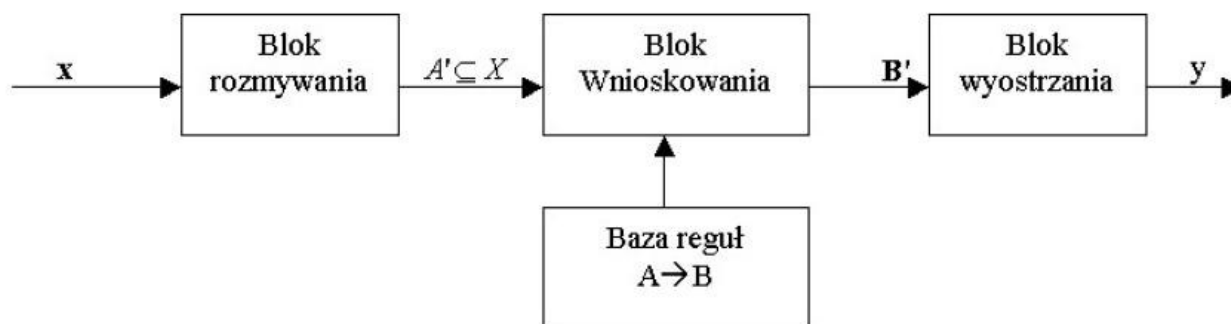 x
Blok
rozmywania
A'⊆ X
Blok
Wnioskowania
B'
Blok
wyostrzania
y
Baza reguł
A→B